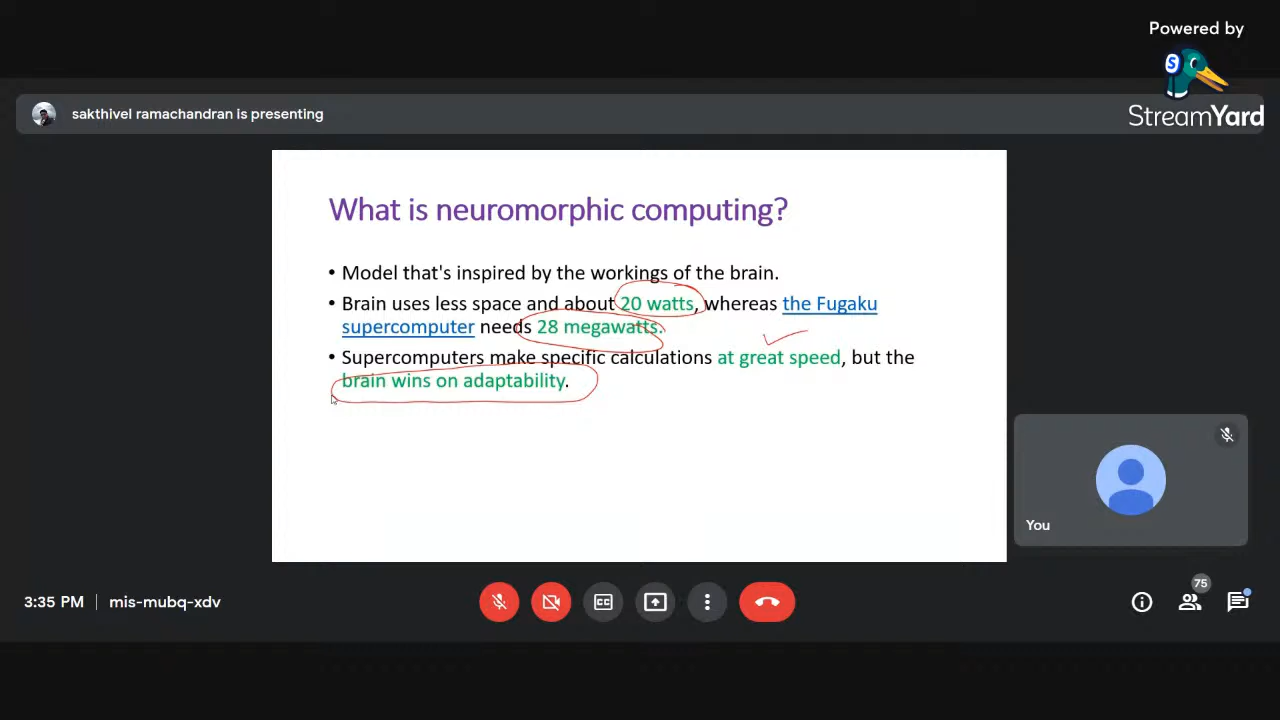 Powered by
StreamYard
sakthivel ramachandran is presenting
What is neuromorphic computing?
• Model that's inspired by the workings of the brain.
• Brain uses less space and about 20 watts, whereas the Fugaku
supercomputer needs 28 megawatts.
• Supercomputers make specific calculations at great speed, but the
brain wins on adaptability.
You
3:35 PM | mis-mubq-xdv
CC
75